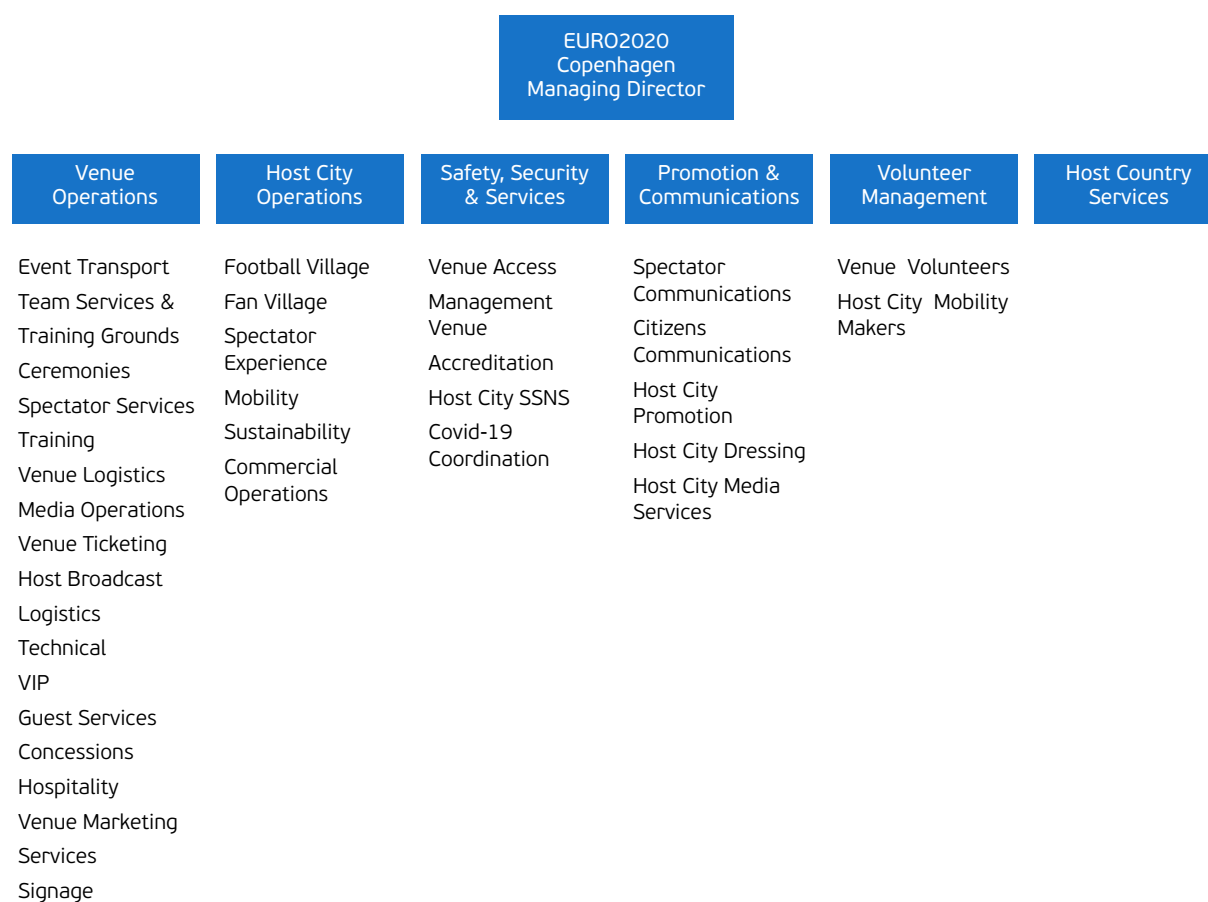 EURO2020
Copenhagen
Managing Director
Venue
Operations
Host City
Operations
Safety, Security
& Services
Promotion &
Communications
Volunteer
Management
Host Country
Services
Event Transport
Team Services &
Training Grounds
Ceremonies
Spectator Services
Training
Venue Logistics
Media Operations
Venue Ticketing
Host Broadcast
Logistics
Technical
VIP
Guest Services
Concessions
Hospitality
Venue Marketing
Services
Signage
Football Village
Fan Village
Spectator
Experience
Mobility
Sustainability
Commercial
Operations
Venue Access
Management
Venue
Accreditation
Host City SSNS
Covid-19
Coordination
Spectator
Communications
Citizens
Communications
Host City
Promotion
Host City Dressing
Host City Media
Services
Venue Volunteers
Host City Mobility
Makers